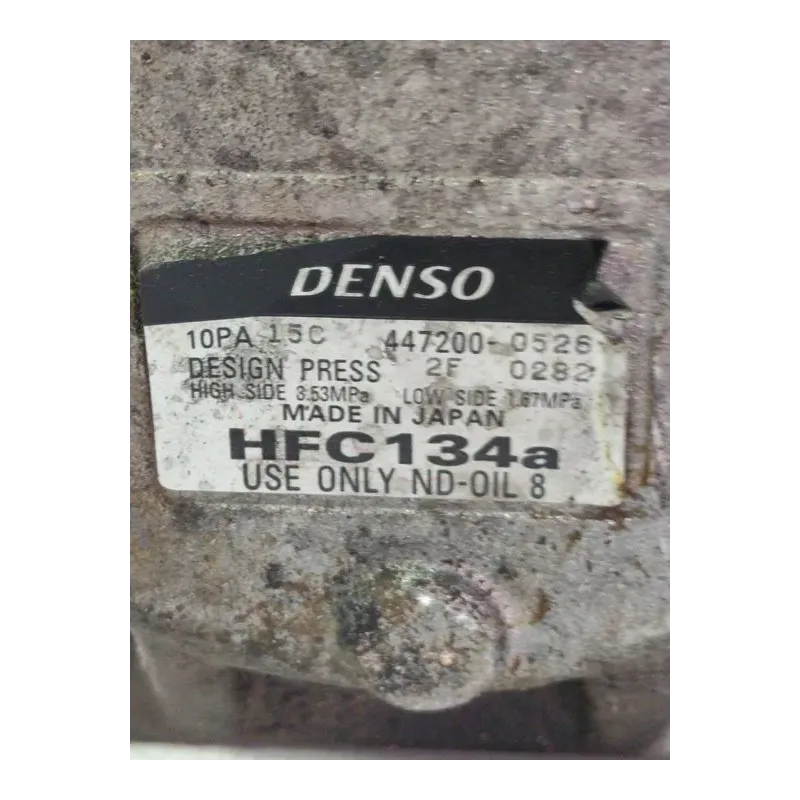 DENSO
10PA 15C 447200-0526
DESIGN PRESS 2F 0282
HIGH SIDE 3.53MPa LOW SIDE 1.67MPa
MADE IN JAPAN
HFC134a
USE ONLY ND-OIL 8